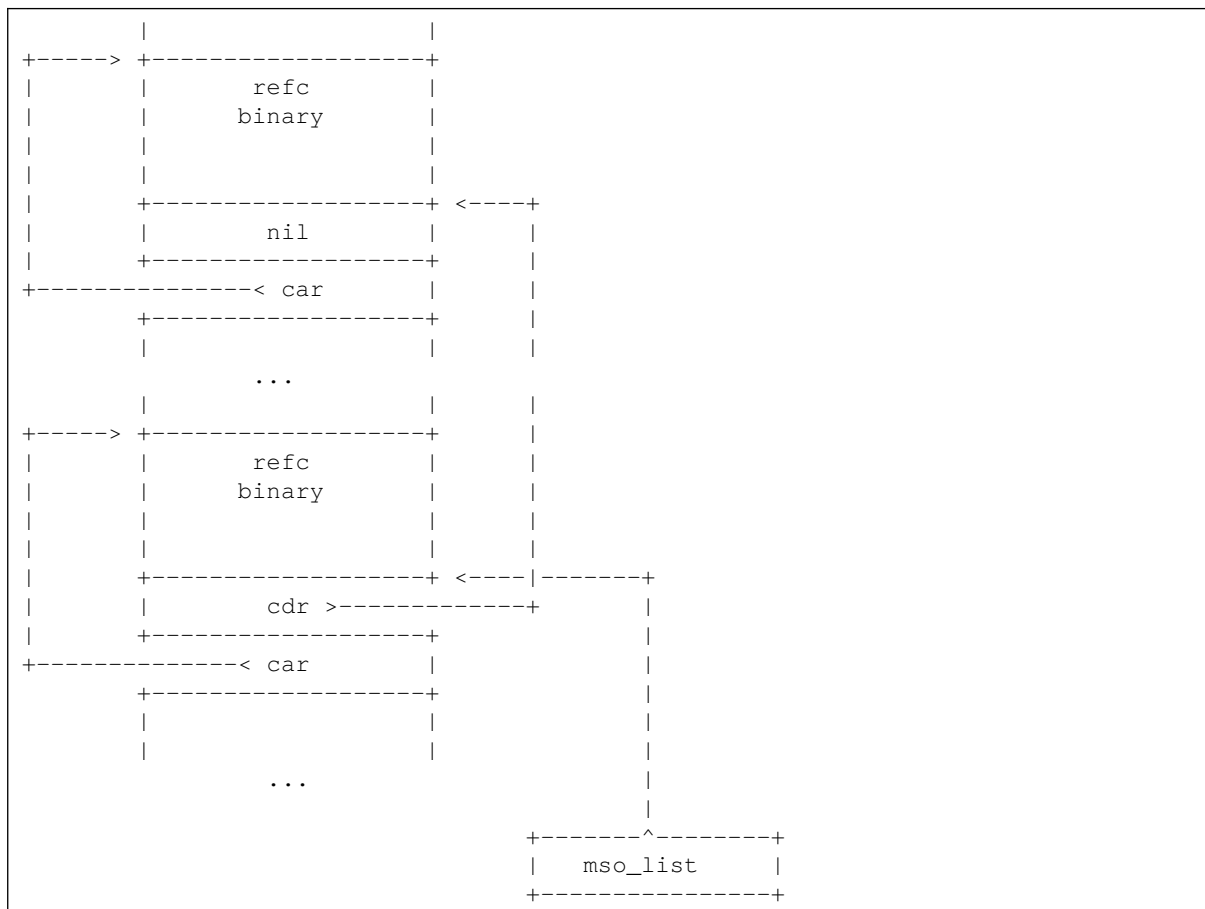 refc
binary
nil
< car
...
refc
binary
cdr >
< car
...
mso_list